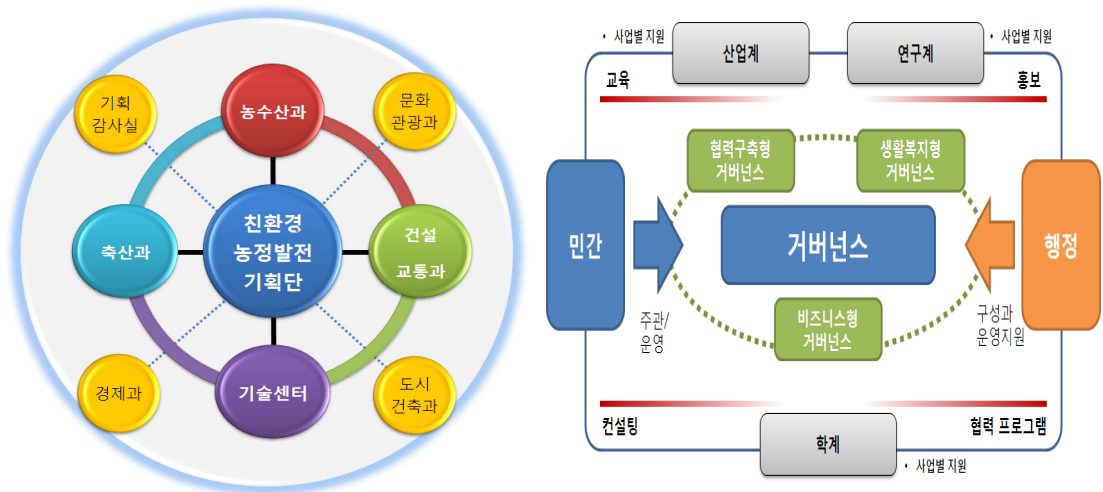 기획
감사실
농수산과
문화
관광과
축산과
친환경
농정발전
기획단
건설
교통과
경제과
기술센터
도시
건축과
• 사업별 지원
산업계
연구계
• 사업별 지원
교육
홍보
협력구축형
거버넌스
생활복지형
거버넌스
민간
거버넌스
행정
주관/
운영
비즈니스형
거버넌스
구성과
운영지원
컨설팅
협력 프로그램
학계
• 사업별 지원